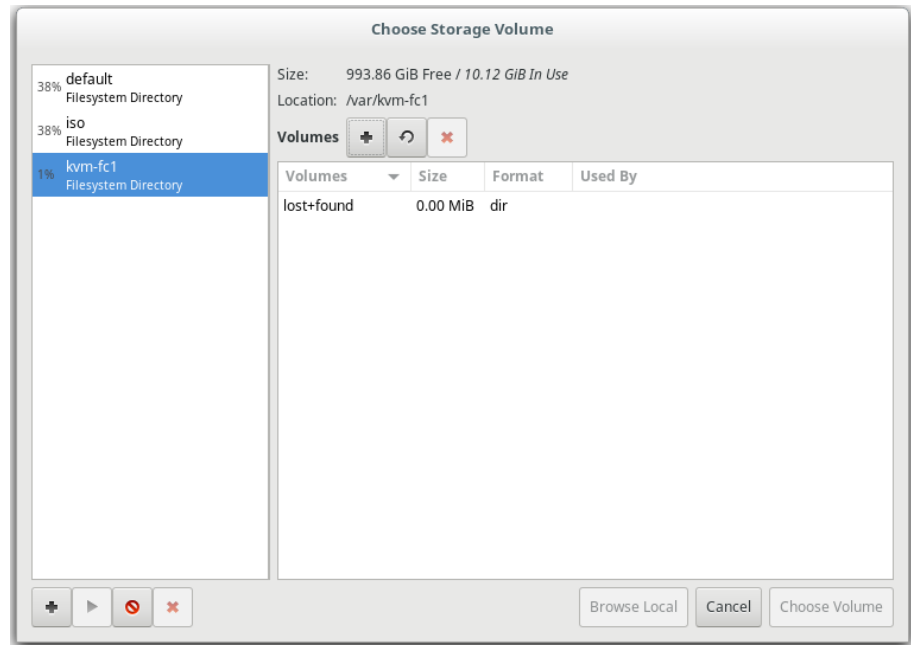 Choose Storage Volume
38% default
Filesystem Directory
38% iso
Filesystem Directory
1% kvm-fc1
Filesystem Directory
Size: 993.86 GiB Free / 10.12 GiB In Use
Location: /var/kvm-fc1
Volumes
Volumes Size Format Used By
lost+found 0.00 MiB dir
Browse Local Cancel Choose Volume